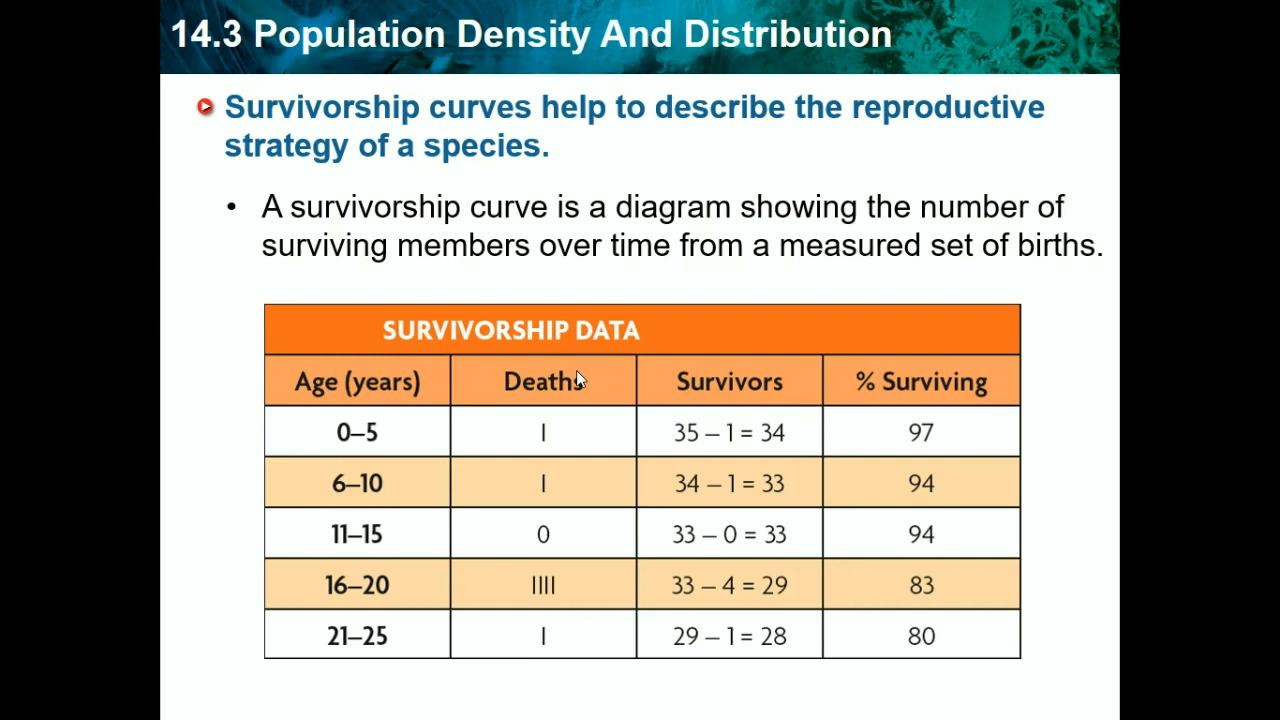 14.3 Population Density And Distribution
Survivorship curves help to describe the reproductive
strategy of a species.
• A survivorship curve is a diagram showing the number of
surviving members over time from a measured set of births.
SURVIVORSHIP DATA
Age (years) Deaths Survivors % Surviving
0–5 I 35 – 1 = 34 97
6–10 I 34 – 1 = 33 94
11–15 0 33 – 0 = 33 94
16–20 IIII 33 – 4 = 29 83
21–25 I 29 – 1 = 28 80